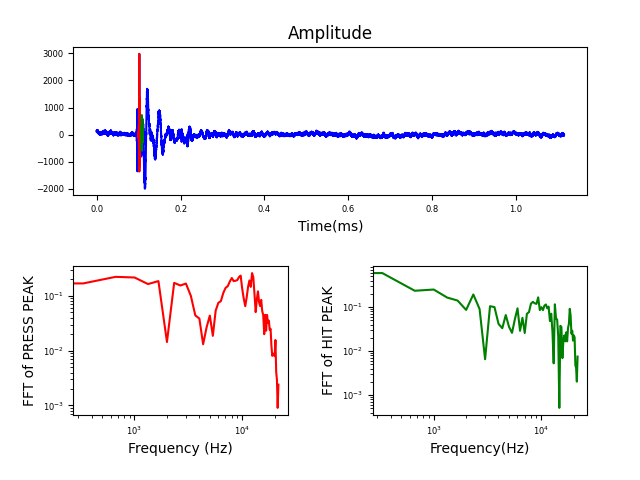 Amplitude
3000
2000
1000
0
−1000
−2000
0.0 0.2 0.4 0.6 0.8 1.0
Time(ms)
FFT of PRESS PEAK
10⁻¹
10⁻²
10⁻³
10³ 10⁴
Frequency (Hz)
FFT of HIT PEAK
10⁻¹
10⁻²
10⁻³
10³ 10⁴
Frequency(Hz)